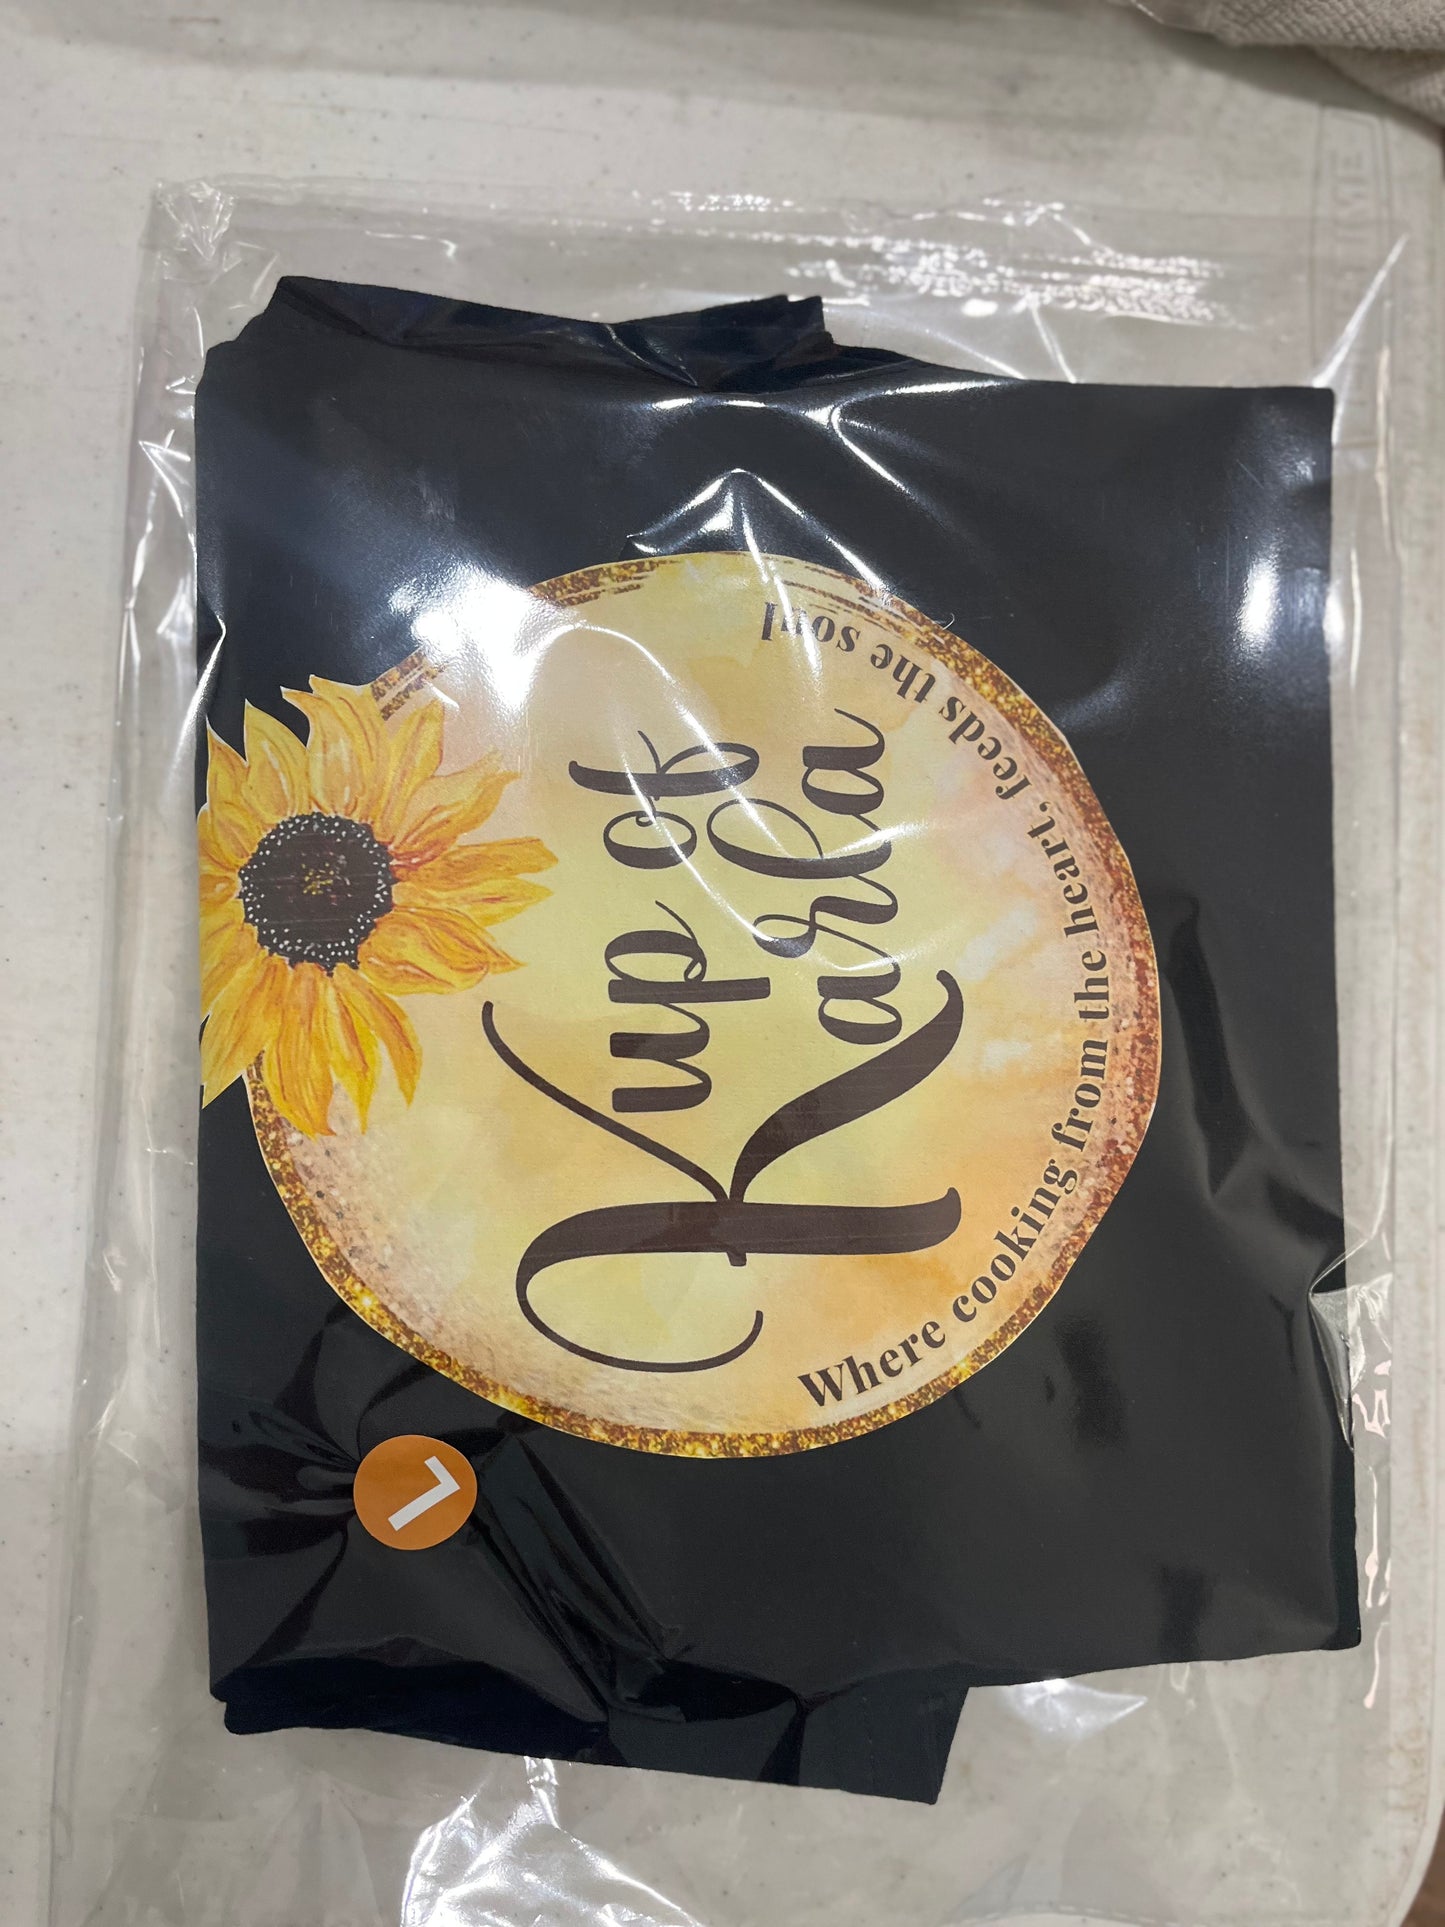 Kup of
Karla
Where cooking from the heart, feeds the soul
L